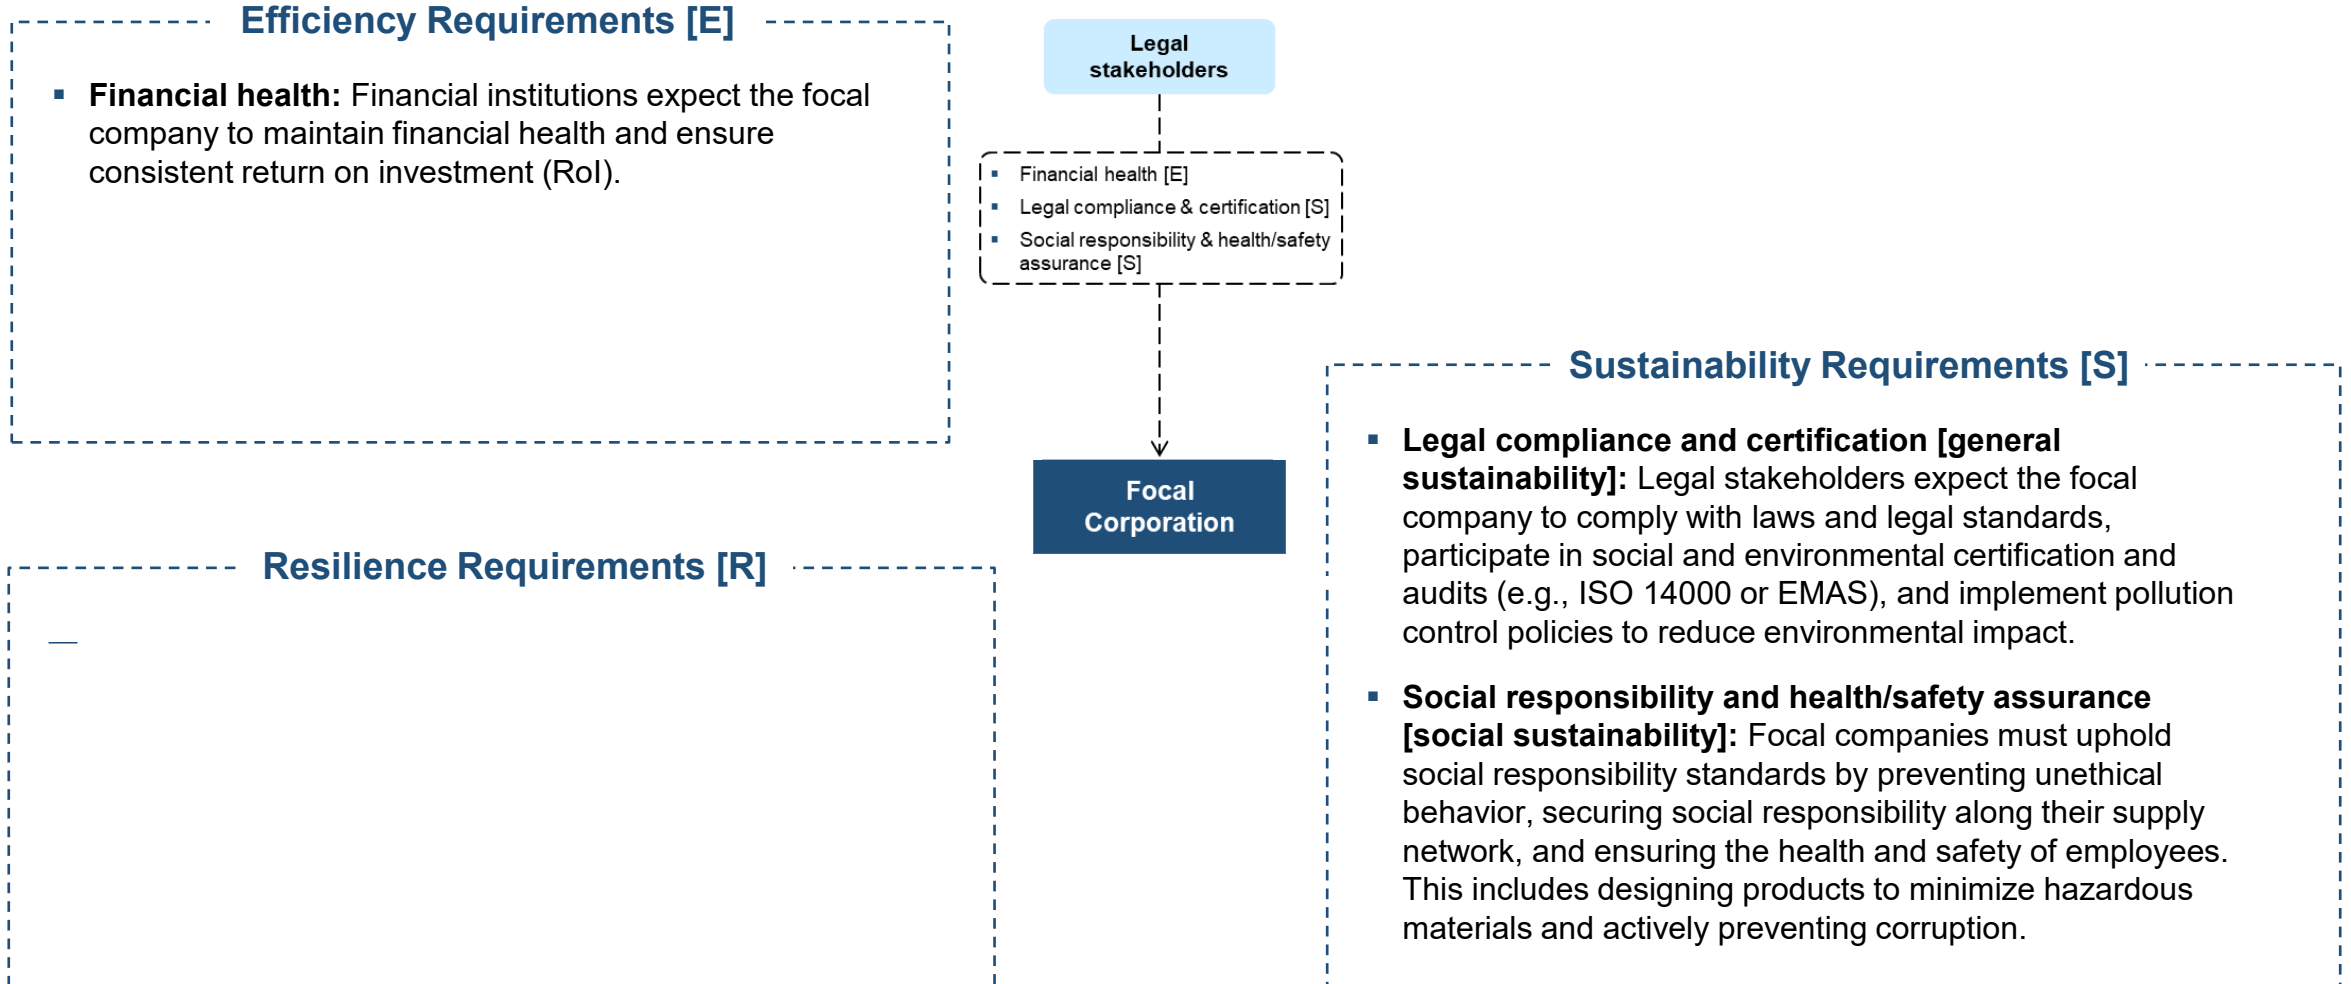 Efficiency Requirements [E]
▪ Financial health: Financial institutions expect the focal
company to maintain financial health and ensure
consistent return on investment (RoI).
Legal
stakeholders
▪ Financial health [E]
▪ Legal compliance & certification [S]
▪ Social responsibility & health/safety
assurance [S]
Focal
Corporation
Resilience Requirements [R]
—
Sustainability Requirements [S]
▪ Legal compliance and certification [general
sustainability]: Legal stakeholders expect the focal
company to comply with laws and legal standards,
participate in social and environmental certification and
audits (e.g., ISO 14000 or EMAS), and implement pollution
control policies to reduce environmental impact.
▪ Social responsibility and health/safety assurance
[social sustainability]: Focal companies must uphold
social responsibility standards by preventing unethical
behavior, securing social responsibility along their supply
network, and ensuring the health and safety of employees.
This includes designing products to minimize hazardous
materials and actively preventing corruption.